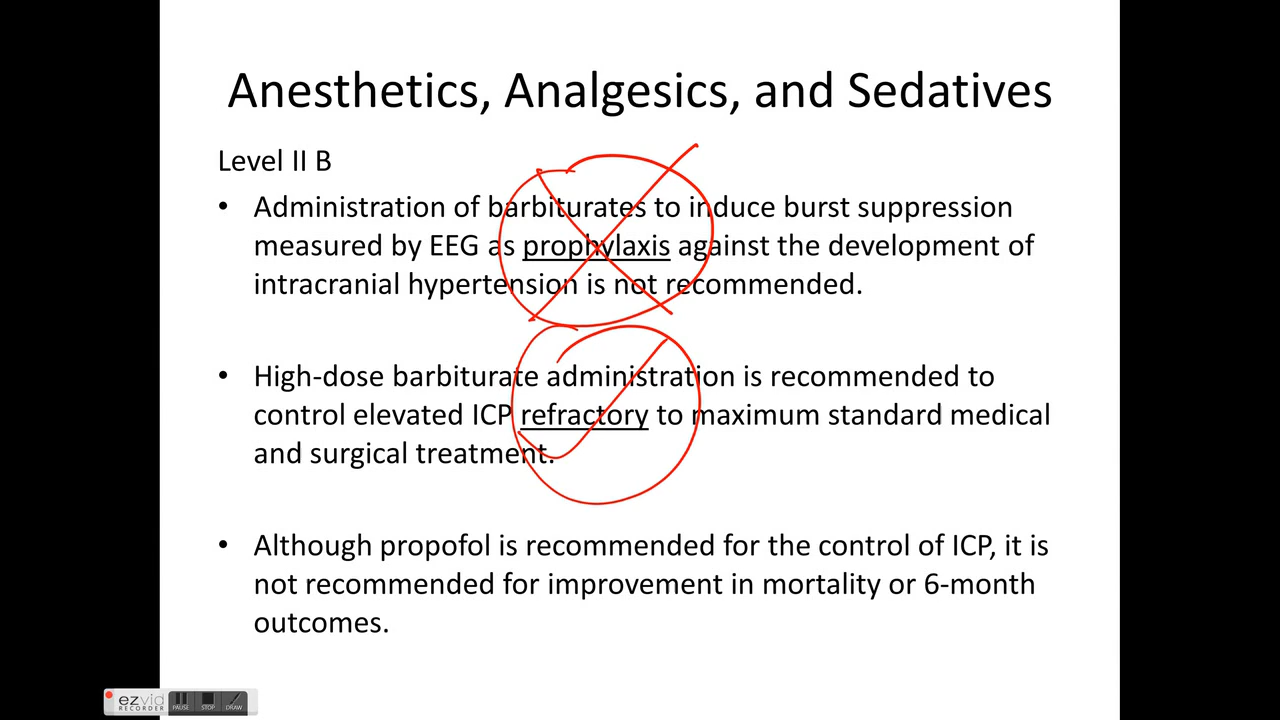 Anesthetics, Analgesics, and Sedatives
Level II B
• Administration of barbiturates to induce burst suppression
measured by EEG as prophylaxis against the development of
intracranial hypertension is not recommended.
• High-dose barbiturate administration is recommended to
control elevated ICP refractory to maximum standard medical
and surgical treatment.
• Although propofol is recommended for the control of ICP, it is
not recommended for improvement in mortality or 6-month
outcomes.
ezvid
RECORDER
PAUSE STOP DRAW